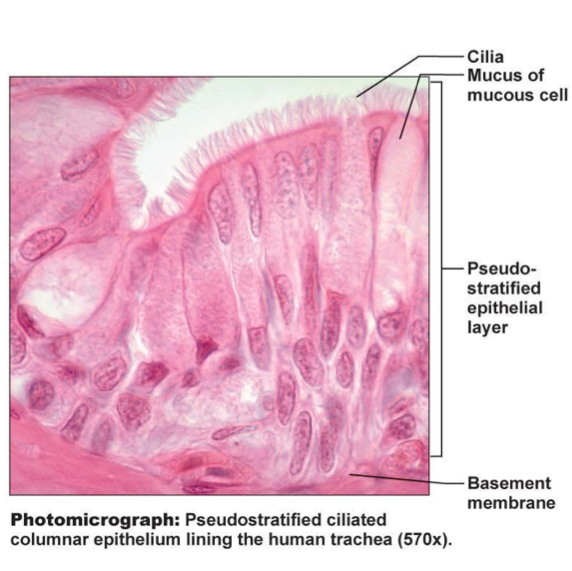 Cilia
Mucus of
mucous cell
Pseudo-
stratified
epithelial
layer
Basement
membrane
Photomicrograph: Pseudostratified ciliated
columnar epithelium lining the human trachea (570x).